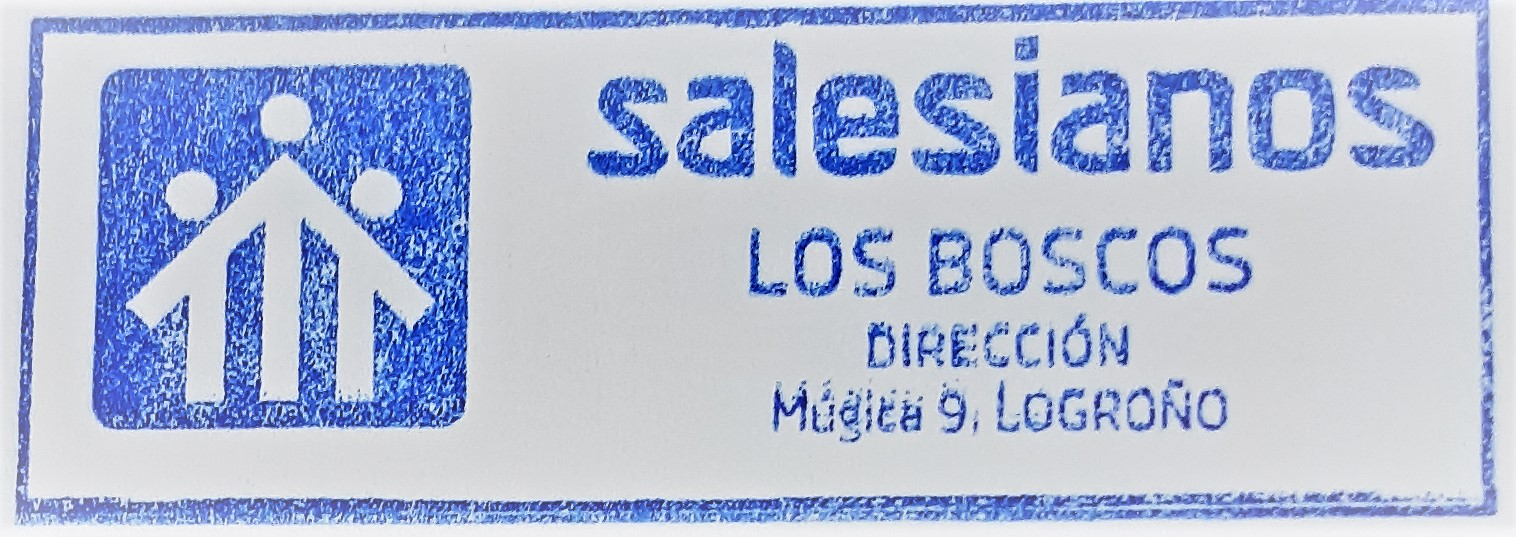 salesianos
LOS BOSCOS
DIRECCIÓN
Múgica 9, LOGROÑO